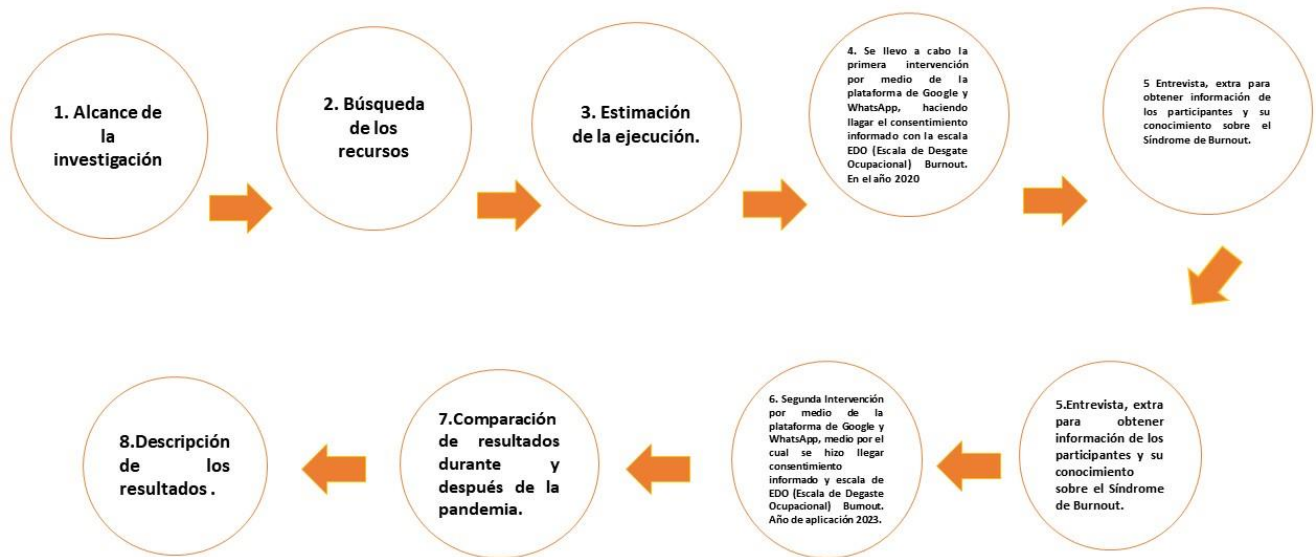 1. Alcance de
la
investigación
2. Búsqueda
de los
recursos
3. Estimación
de la ejecución.
4. Se llevo a cabo la
primera intervención
por medio de la
plataforma de Google y
WhatsApp, haciendo
llagar el consentimiento
informado con la escala
EDO (Escala de Desgate
Ocupacional) Burnout.
En el año 2020
5 Entrevista, extra para
obtener información de
los participantes y su
conocimiento sobre el
Síndrome de Burnout.
5.Entrevista, extra
para obtener
información de los
participantes y su
conocimiento
sobre el Síndrome
de Burnout.
6. Segunda Intervención
por medio de la
plataforma de Google y
WhatsApp, medio por el
cual se hizo llegar
consentimiento
informado y escala de
EDO (Escala de Degaste
Ocupacional) Burnout.
Año de aplicación 2023.
7.Comparación
de resultados
durante y
después de la
pandemia.
8.Descripción
de los
resultados .